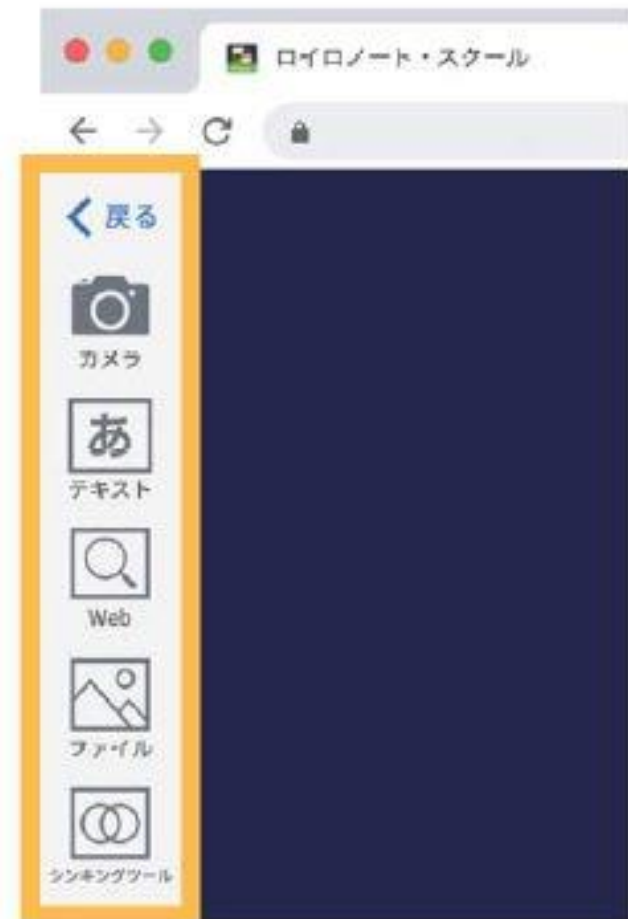 ロイロノート・スクール
戻る
カメラ
あ
テキスト
Web
ファイル
シンキングツール